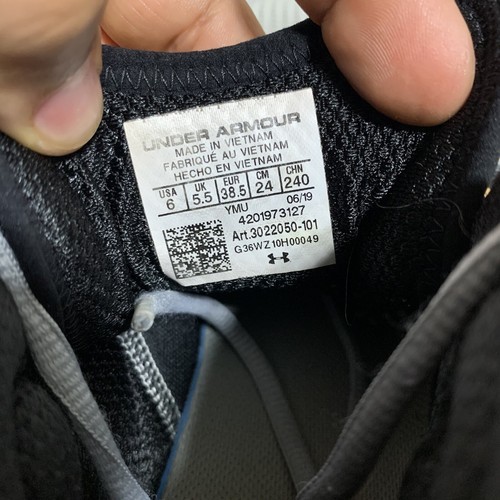 UNDER ARMOUR
MADE IN VIETNAM
FABRIQUÉ AU VIETNAM
HECHO EN VIETNAM
USA UK EUR CM CHN
6 5.5 38.5 24 240
YMU 06/19
4201973127
Art.3022050-101
G36WZ10H00049